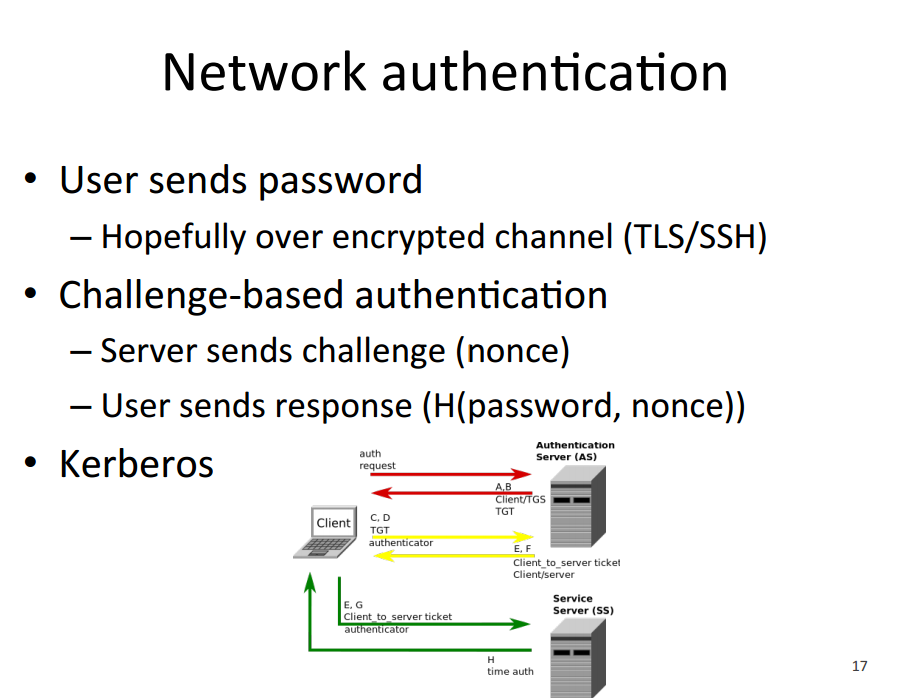 Network authentication
• User sends password
– Hopefully over encrypted channel (TLS/SSH)
• Challenge-based authentication
– Server sends challenge (nonce)
– User sends response (H(password, nonce))
• Kerberos
auth
request
Authentication
Server (AS)
A,B
Client/TGS
TGT
Client
C, D
TGT
authenticator
E, F
Client_to_server ticket
Client/server
Service
Server (SS)
E, G
Client_to_server ticket
authenticator
H
time auth
17